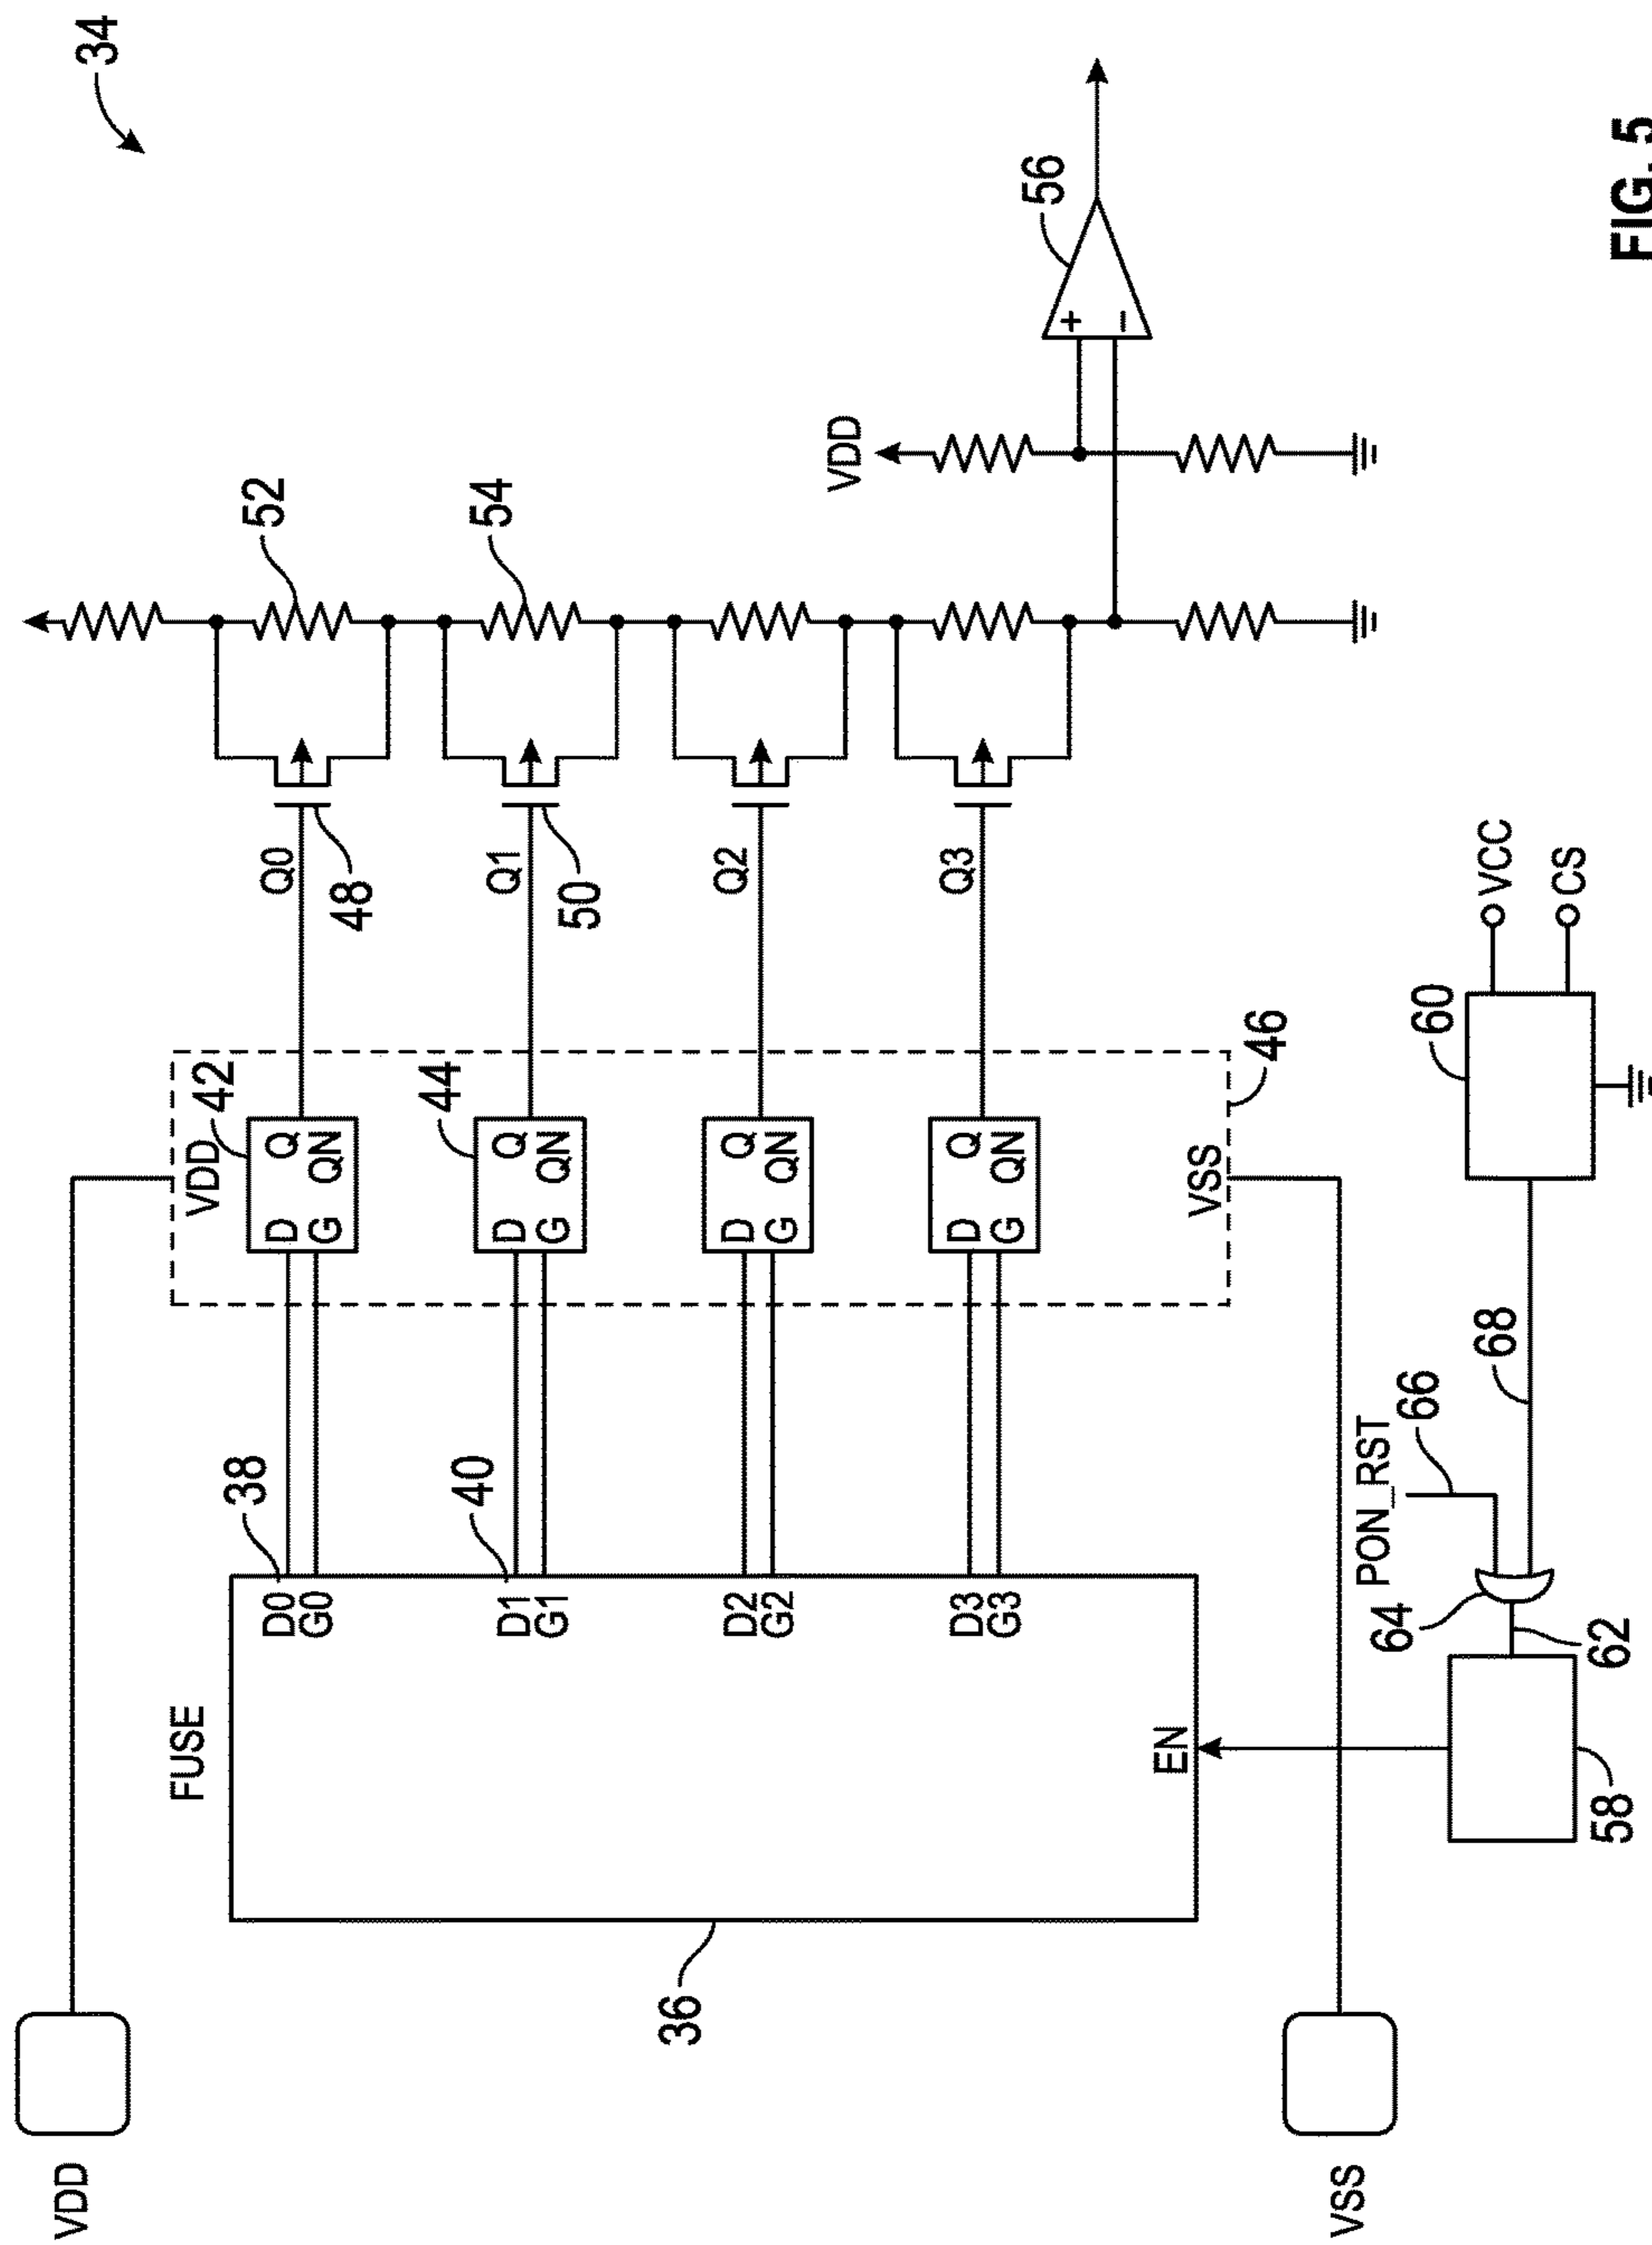 34
VDD
FUSE
36
D0
G0
38
D1
G1
40
D2
G2
D3
G3
EN
VDD
42
D Q
G QN
44
D Q
G QN
D Q
G QN
D Q
G QN
VSS
46
Q0
48
Q1
50
Q2
Q3
52
54
VDD
+
−
56
VSS
58
62
64
PON_RST
66
68
60
VCC
CS
FIG. 5